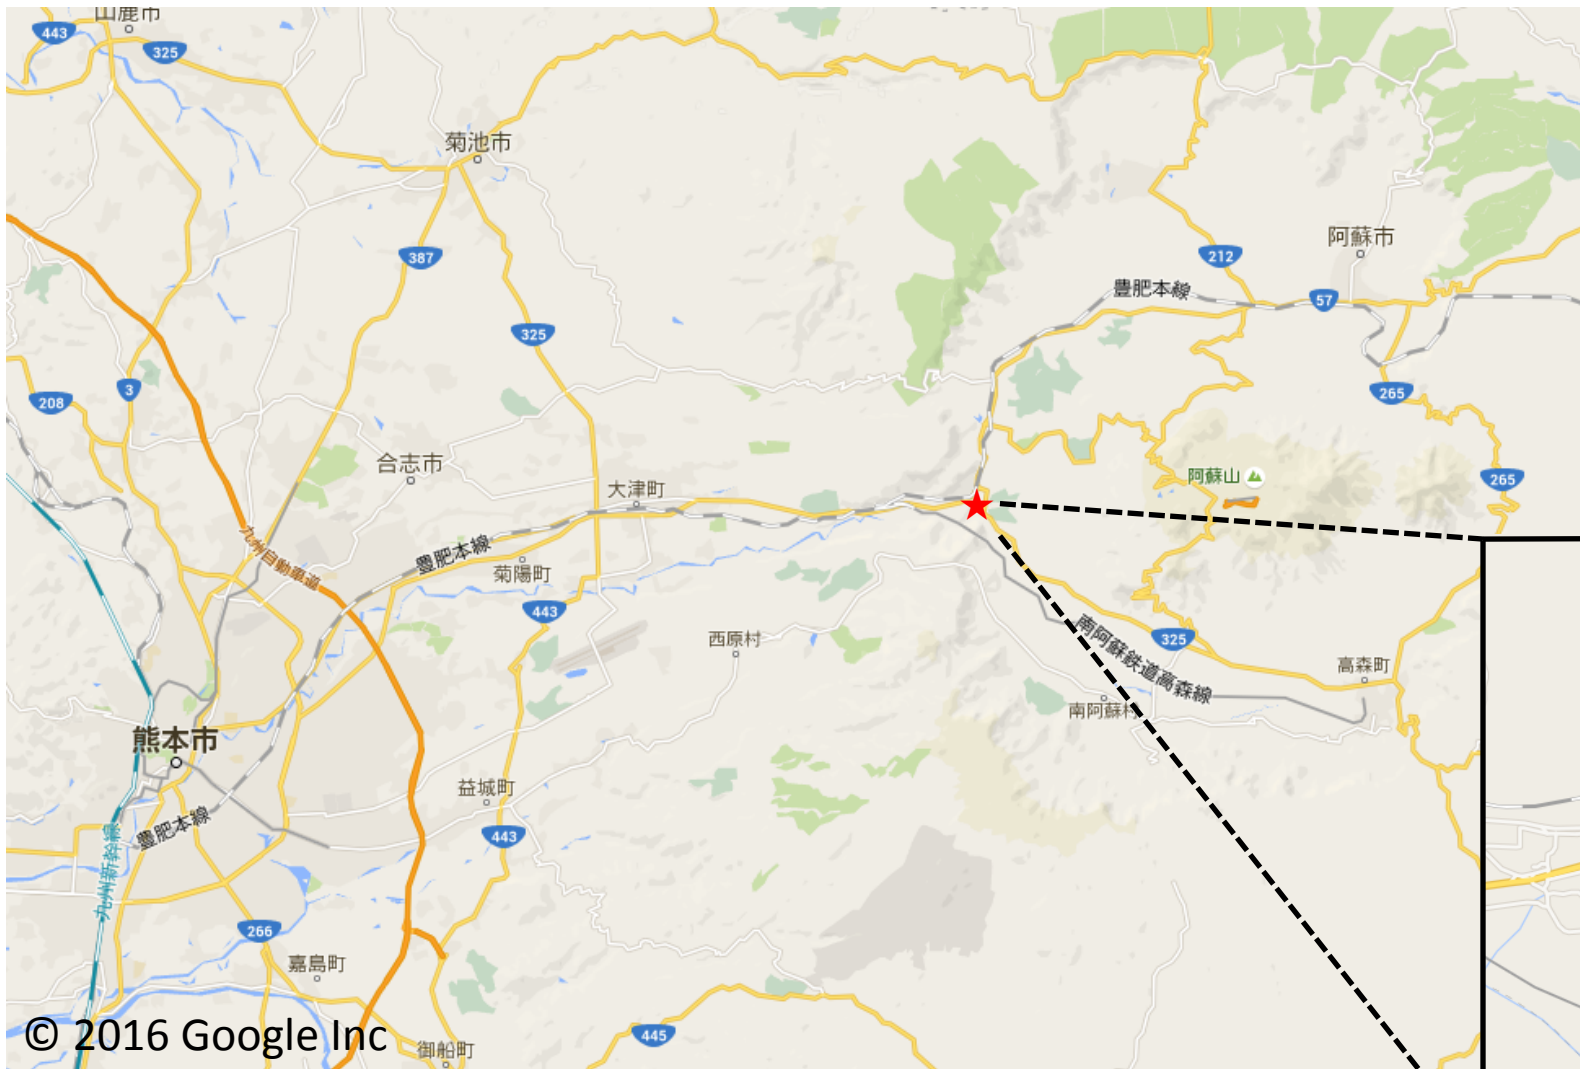 山鹿市
443
325
菊池市
阿蘇市
387
212
豊肥本線
57
325
3
208
265
合志市
阿蘇山
大津町
265
九州自動車道
豊肥本線
菊陽町
443
西原村
南阿蘇鉄道高森線
325
高森町
南阿蘇村
熊本市
益城町
豊肥本線
443
九州新幹線
266
嘉島町
© 2016 Google Inc
445
御船町